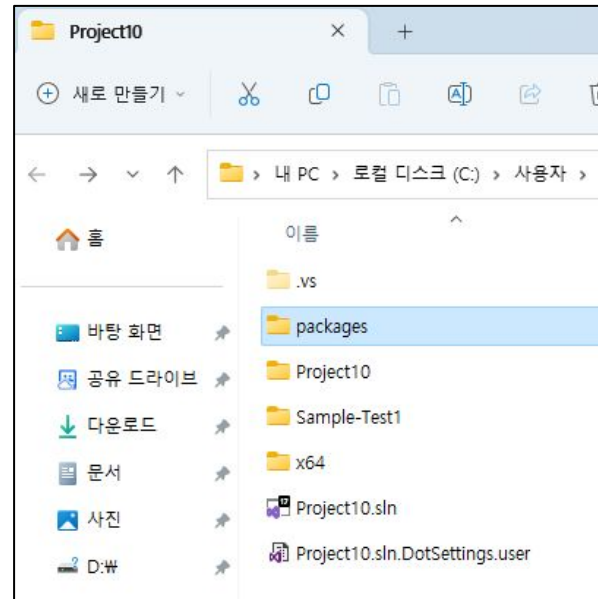 Project10
새로 만들기
내 PC > 로컬 디스크 (C:) > 사용자 >
홈
이름
.vs
바탕 화면
packages
공유 드라이브
Project10
다운로드
Sample-Test1
문서
x64
사진
Project10.sln
D:₩
Project10.sln.DotSettings.user